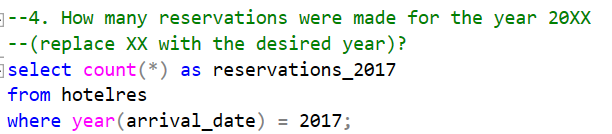 --4. How many reservations were made for the year 20XX
--(replace XX with the desired year)?
select count(*) as reservations_2017
from hotelres
where year(arrival_date) = 2017;